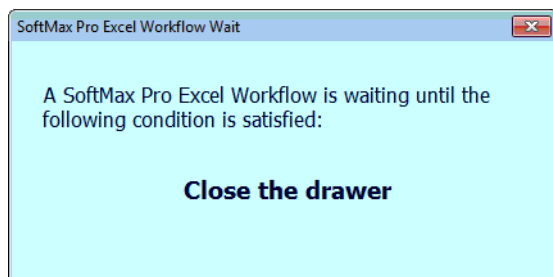 SoftMax Pro Excel Workflow Wait
A SoftMax Pro Excel Workflow is waiting until the
following condition is satisfied:
Close the drawer